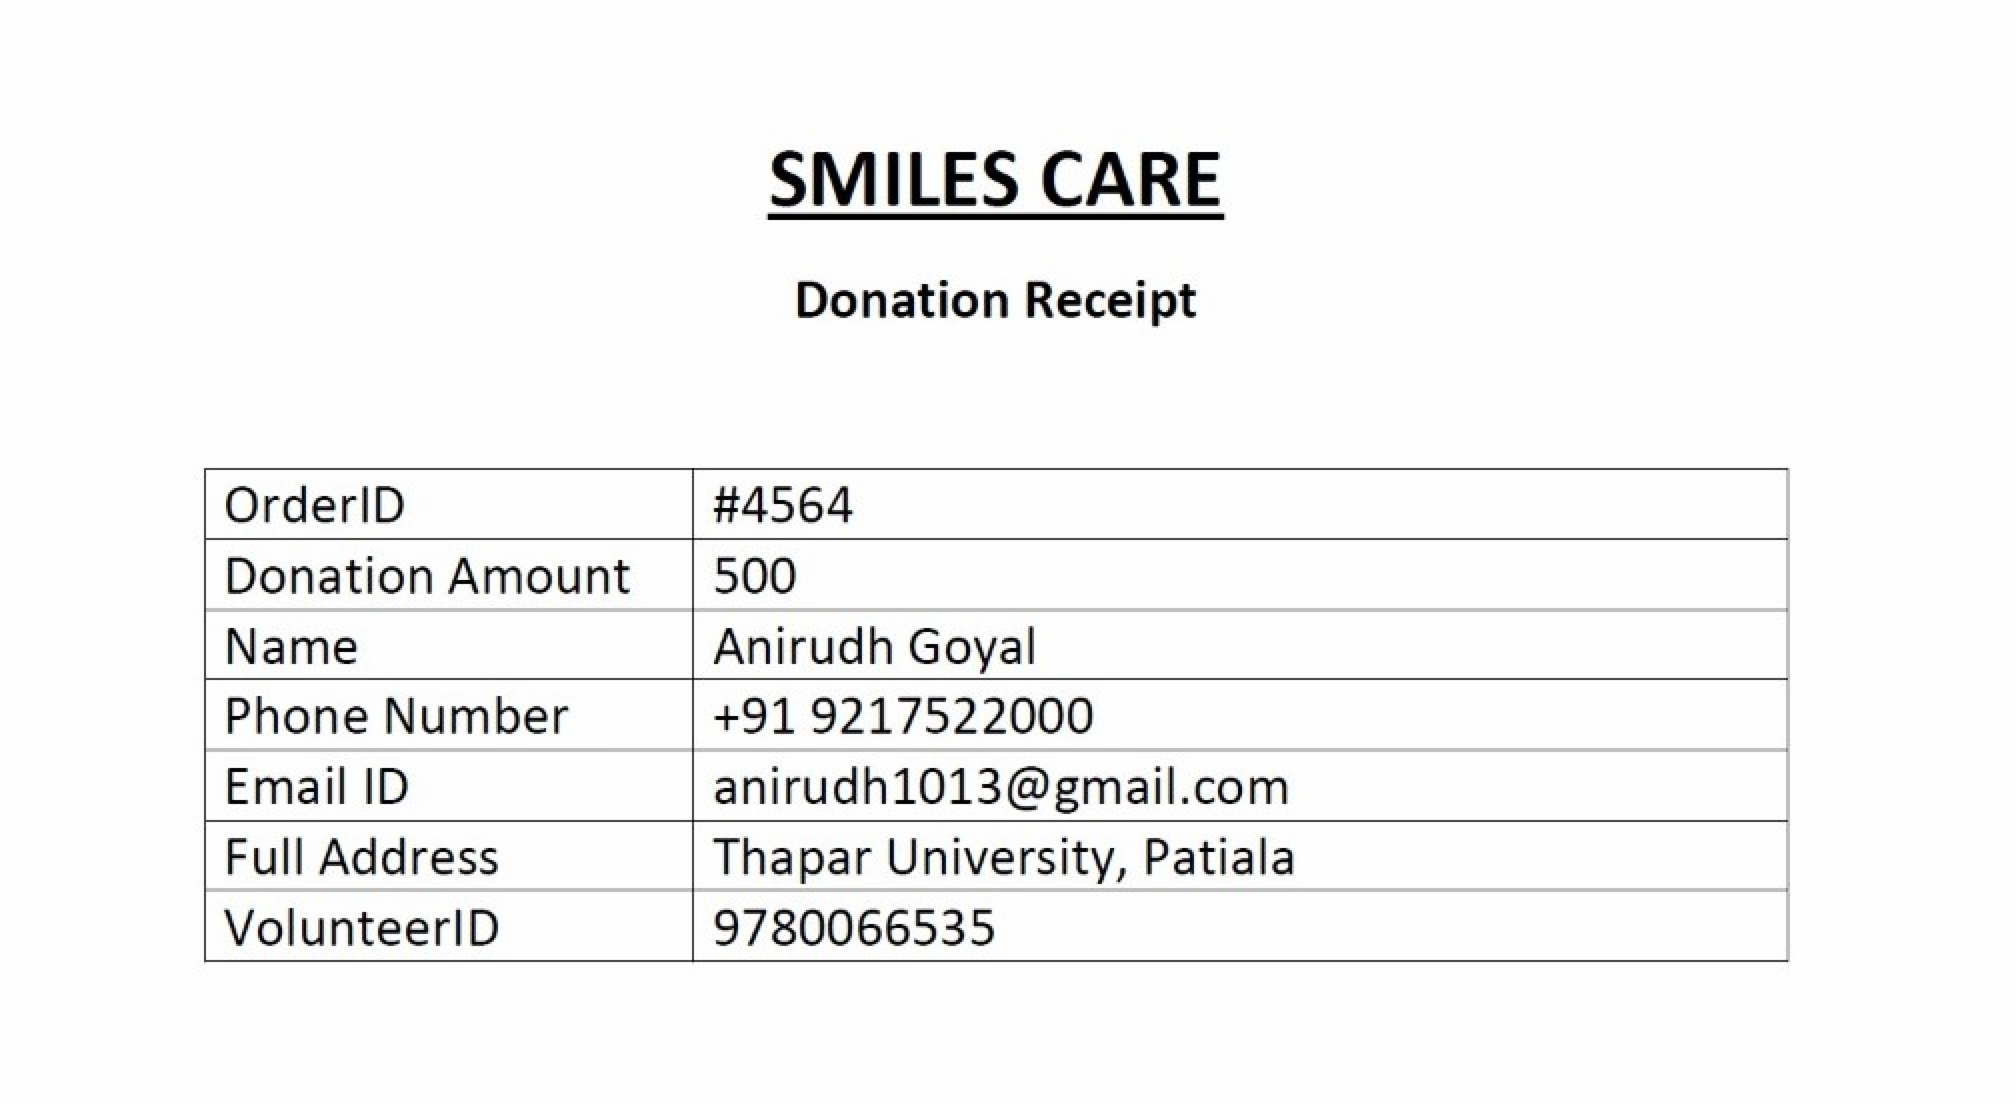 SMILES CARE
Donation Receipt
OrderID #4564
Donation Amount 500
Name Anirudh Goyal
Phone Number +91 9217522000
Email ID anirudh1013@gmail.com
Full Address Thapar University, Patiala
VolunteerID 9780066535